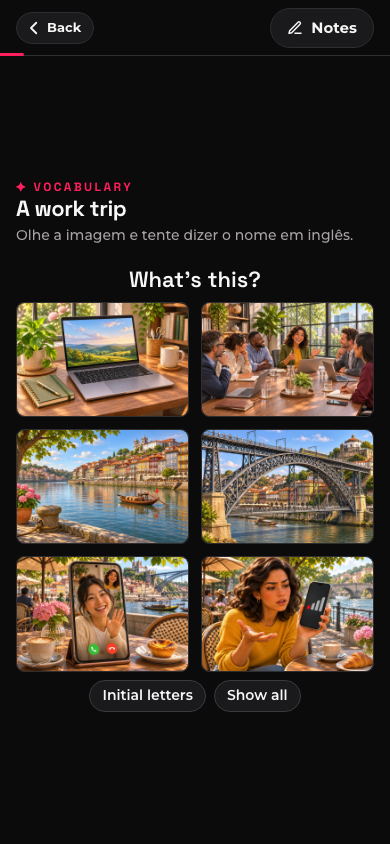 Back
Notes
VOCABULARY
A work trip
Olhe a imagem e tente dizer o nome em inglês.
What's this?
Initial letters
Show all